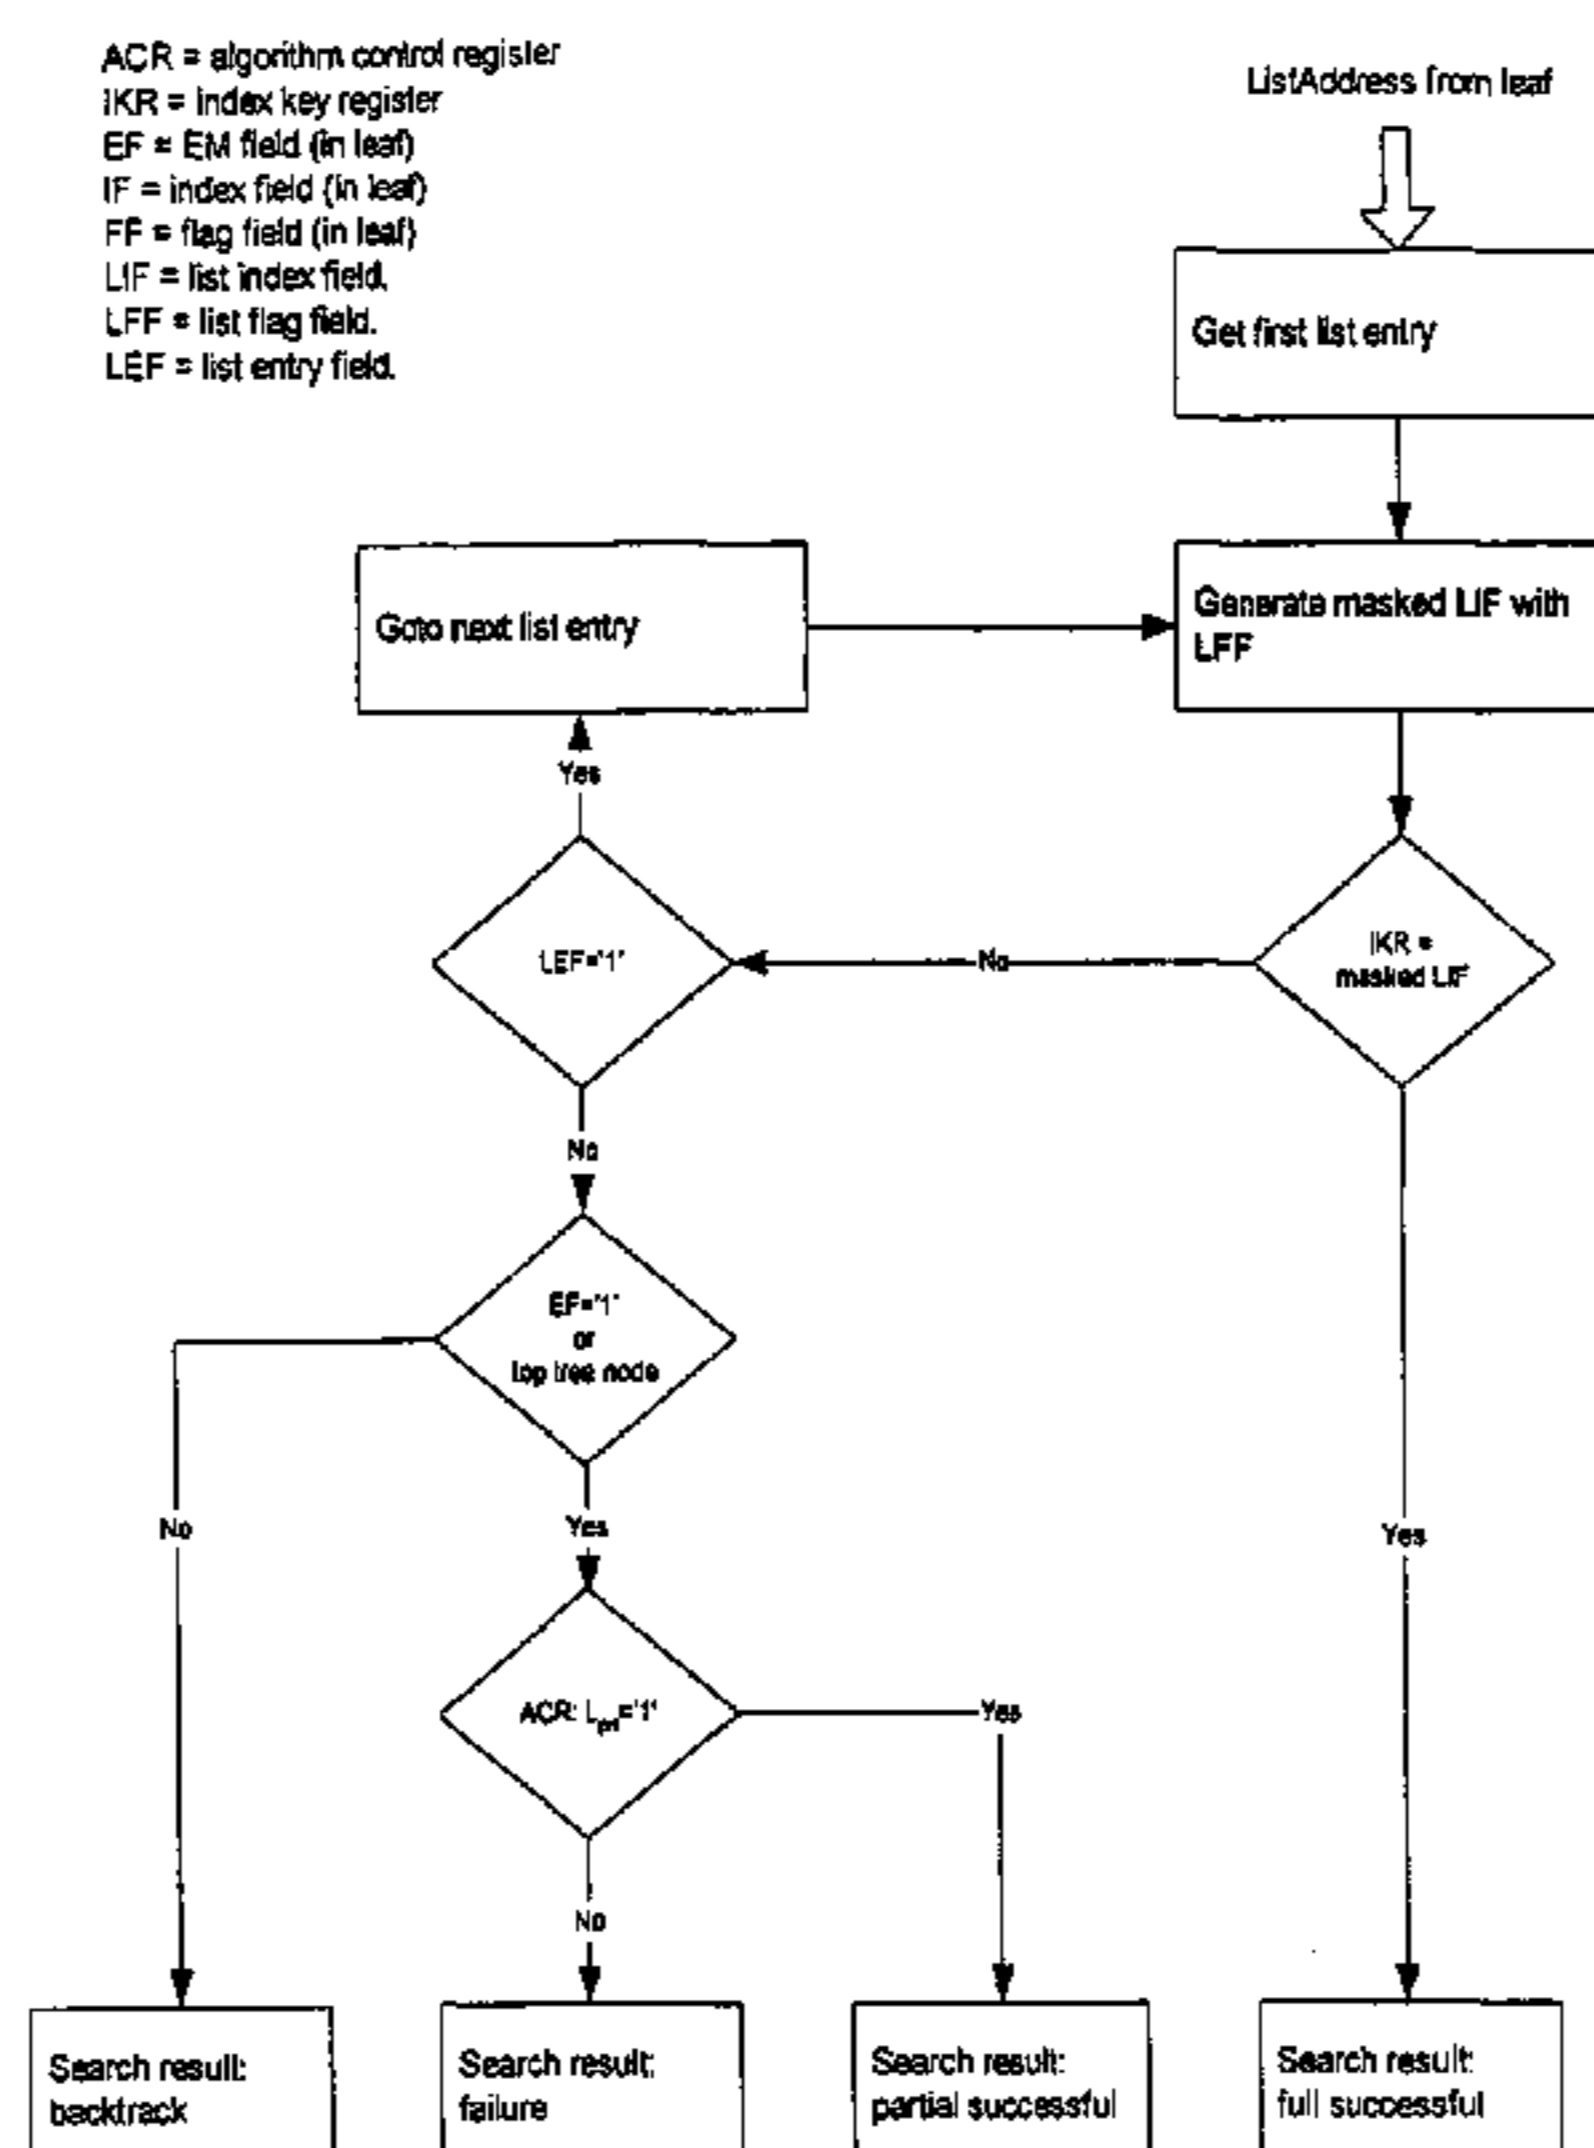 ACR = algorithm control register
IKR = index key register
EF = EM field (in leaf)
IF = index field (in leaf)
FF = flag field (in leaf)
LIF = list index field.
LFF = list flag field.
LEF = list entry field.
ListAddress from leaf
Get first list entry
Goto next list entry
Generate masked LIF with
LFF
Yes
LEF='1'
No
IKR =
masked LIF
No
EF='1'
or
top tree node
No
Yes
Yes
ACR: L='1'
Yes
No
Search result:
backtrack
Search result:
failure
Search result:
partial successful
Search result:
full successful